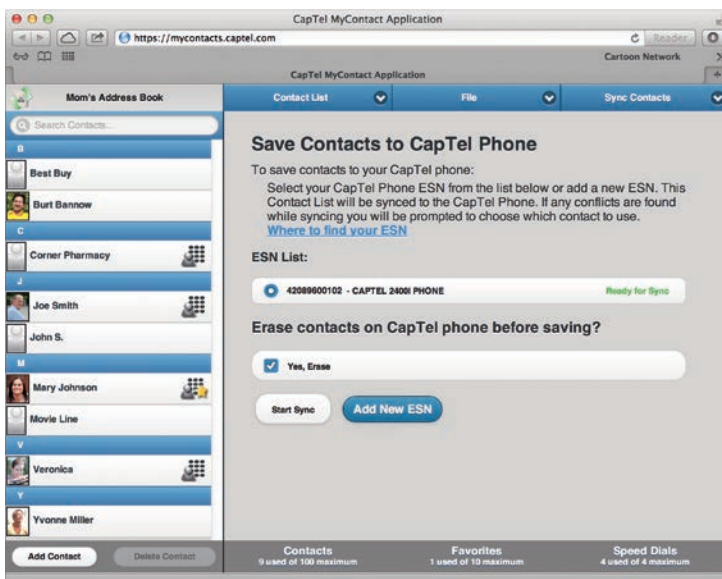 CapTel MyContact Application
https://mycontacts.captel.com
Reader
Cartoon Network
CapTel MyContact Application
Mom's Address Book
Contact List
File
Sync Contacts
Search Contacts...
B
Best Buy
Burt Bannow
C
Corner Pharmacy
J
Joe Smith
John S.
M
Mary Johnson
Movie Line
V
Veronica
Y
Yvonne Miller
Add Contact
Delete Contact
Save Contacts to CapTel Phone
To save contacts to your CapTel phone:
Select your CapTel Phone ESN from the list below or add a new ESN. This
Contact List will be synced to the CapTel Phone. If any conflicts are found
while syncing you will be prompted to choose which contact to use.
Where to find your ESN
ESN List:
42089600102 - CAPTEL 2400I PHONE
Ready for Sync
Erase contacts on CapTel phone before saving?
Yes, Erase
Start Sync
Add New ESN
Contacts
9 used of 100 maximum
Favorites
1 used of 10 maximum
Speed Dials
4 used of 4 maximum